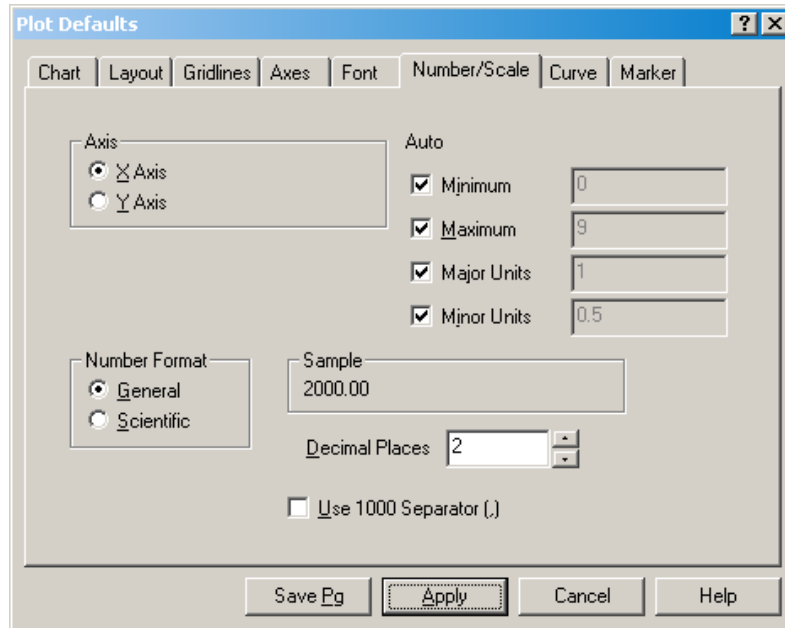 Plot Defaults
Chart Layout Gridlines Axes Font Number/Scale Curve Marker
Axis
X Axis
Y Axis
Auto
Minimum 0
Maximum 9
Major Units 1
Minor Units 0.5
Number Format
General
Scientific
Sample
2000.00
Decimal Places 2
Use 1000 Separator (,)
Save Pg Apply Cancel Help